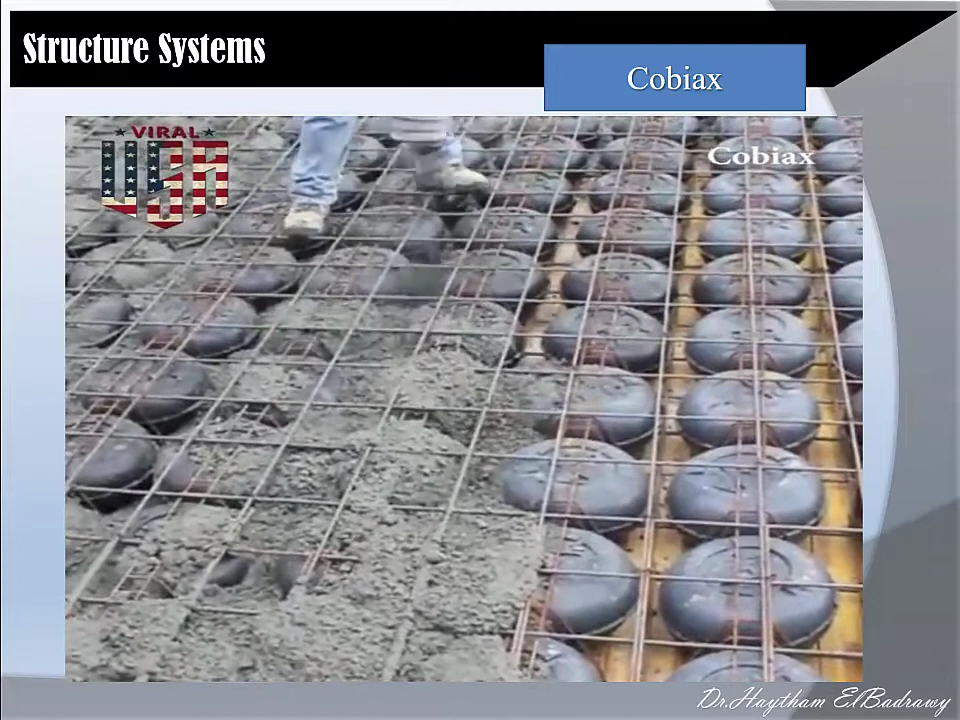 Structure Systems
Cobiax
VIRAL
USA
Cobiax
Dr.Haytham ElBadrawy